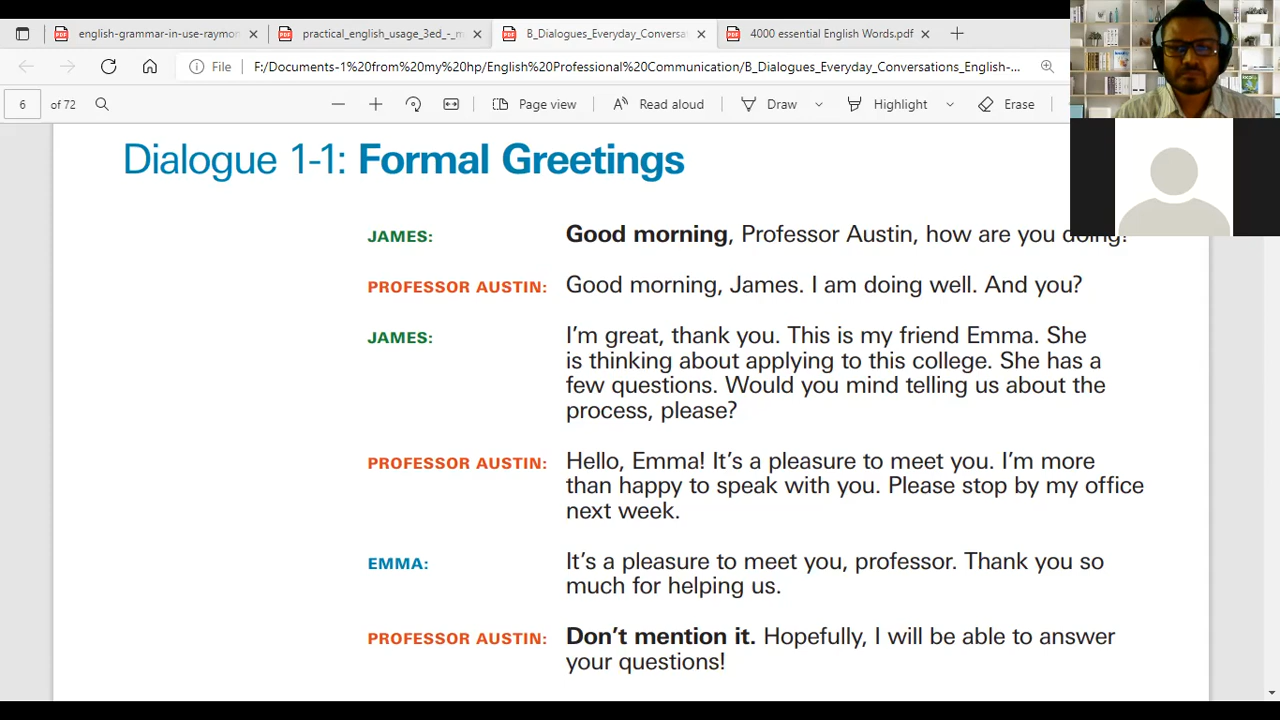 english-grammar-in-use-raymon
practical_english_usage_3ed_-_m
B_Dialogues_Everyday_Conversa
4000 essential English Words.pdf
File
F:/Documents-1%20from%20my%20hp/English%20Professional%20Communication/B_Dialogues_Everyday_Conversations_English-...
6 of 72
Page view
Read aloud
Draw
Highlight
Erase
Dialogue 1-1: Formal Greetings
JAMES: Good morning, Professor Austin, how are you doing?
PROFESSOR AUSTIN: Good morning, James. I am doing well. And you?
JAMES: I'm great, thank you. This is my friend Emma. She
is thinking about applying to this college. She has a
few questions. Would you mind telling us about the
process, please?
PROFESSOR AUSTIN: Hello, Emma! It's a pleasure to meet you. I'm more
than happy to speak with you. Please stop by my office
next week.
EMMA: It's a pleasure to meet you, professor. Thank you so
much for helping us.
PROFESSOR AUSTIN: Don't mention it. Hopefully, I will be able to answer
your questions!